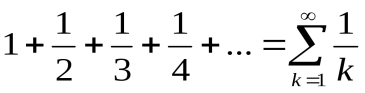 1 + 1/2 + 1/3 + 1/4 + ... = ∑_{k=1}^{∞} 1/k